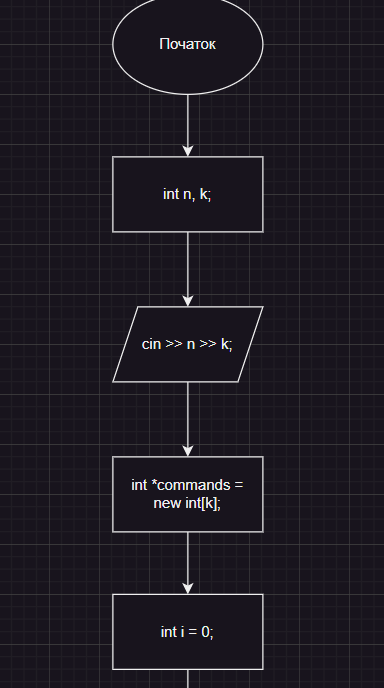 Початок
int n, k;
cin >> n >> k;
int *commands =
new int[k];
int i = 0;